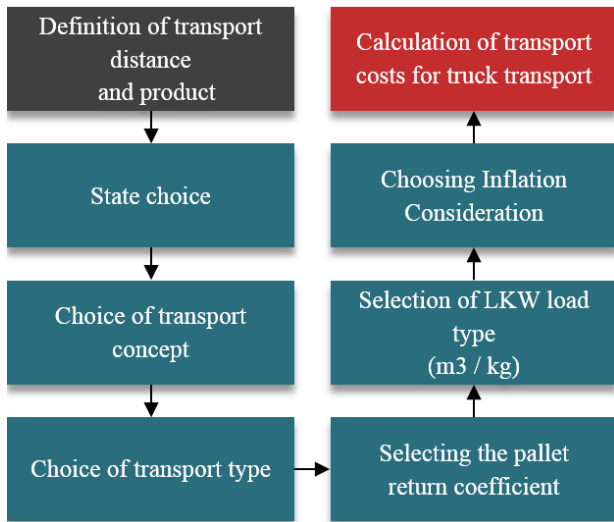 Definition of transport
distance
and product
State choice
Choice of transport
concept
Choice of transport type
Selecting the pallet
return coefficient
Selection of LKW load
type
(m3 / kg)
Choosing Inflation
Consideration
Calculation of transport
costs for truck transport